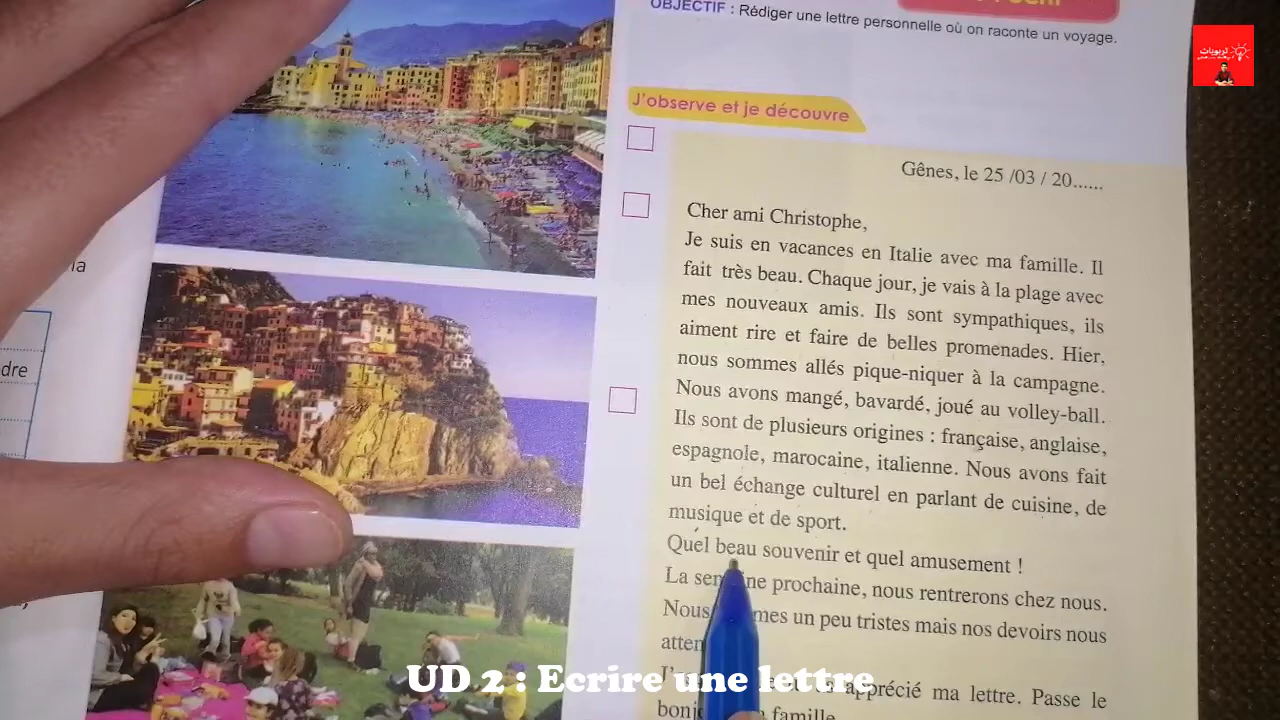 OBJECTIF : Rédiger une lettre personnelle où on raconte un voyage.
تربويات
J'observe et je découvre
Gênes, le 25 /03 / 20......
Cher ami Christophe,
Je suis en vacances en Italie avec ma famille. Il
fait très beau. Chaque jour, je vais à la plage avec
mes nouveaux amis. Ils sont sympathiques, ils
aiment rire et faire de belles promenades. Hier,
nous sommes allés pique-niquer à la campagne.
Nous avons mangé, bavardé, joué au volley-ball.
Ils sont de plusieurs origines : française, anglaise,
espagnole, marocaine, italienne. Nous avons fait
un bel échange culturel en parlant de cuisine, de
musique et de sport.
Quel beau souvenir et quel amusement !
La prochaine, nous rentrerons chez nous.
Nous un peu tristes mais nos devoirs nous
apprécié ma lettre. Passe le
famille
dre
UD 2 : Ecrire une lettre